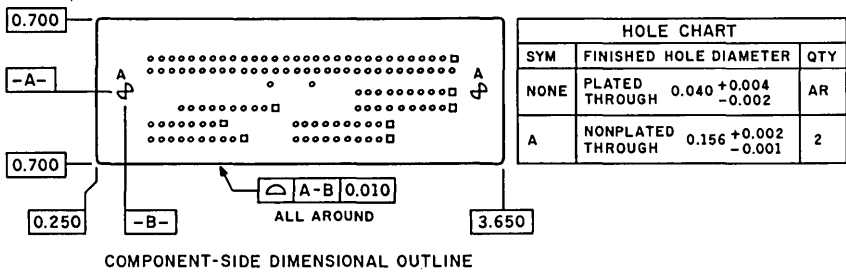 0.700
-A-
0.700
0.250
-B-
A
A
⌓ A-B 0.010
ALL AROUND
3.650
COMPONENT-SIDE DIMENSIONAL OUTLINE
HOLE CHART
SYM FINISHED HOLE DIAMETER QTY
NONE PLATED THROUGH 0.040 +0.004 -0.002 AR
A NONPLATED THROUGH 0.156 +0.002 -0.001 2